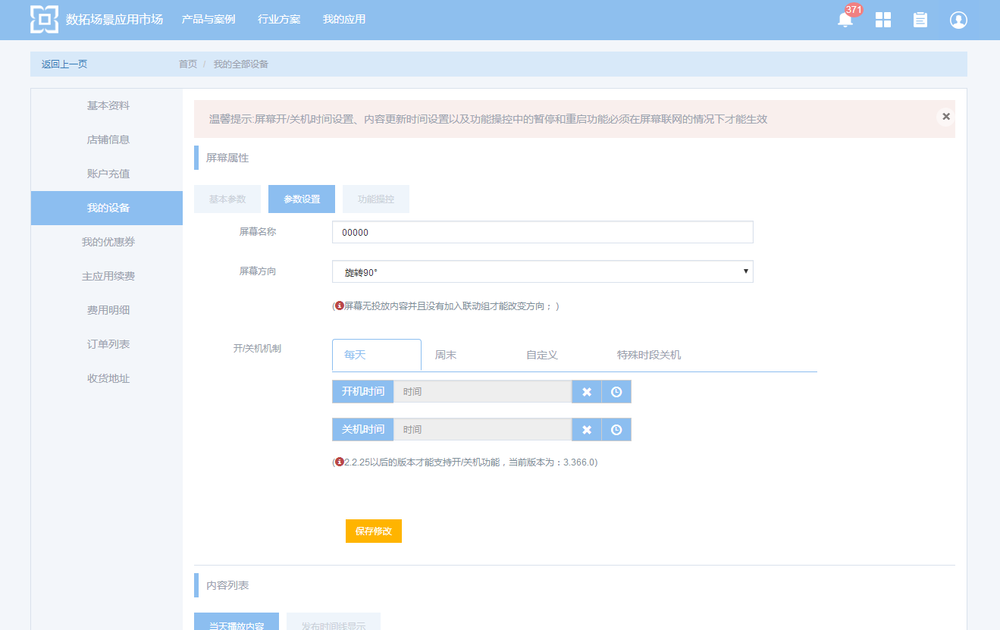 数拓场景应用市场 产品与案例 行业方案 我的应用 371
返回上一页 首页 / 我的全部设备
基本资料
店铺信息
账户充值
我的设备
我的优惠券
主应用续费
费用明细
订单列表
收货地址
温馨提示:屏幕开/关机时间设置、内容更新时间设置以及功能操控中的暂停和重启功能必须在屏幕联网的情况下才能生效
屏幕属性
基本参数 参数设置 功能操控
屏幕名称 00000
屏幕方向 旋转90°
(屏幕无投放内容并且没有加入联动组才能改变方向；)
开/关机机制 每天 周末 自定义 特殊时段关机
开机时间 时间
关机时间 时间
(2.2.25以后的版本才能支持开/关机功能，当前版本为：3.366.0)
保存修改
内容列表
当天播放内容 发布时间线显示